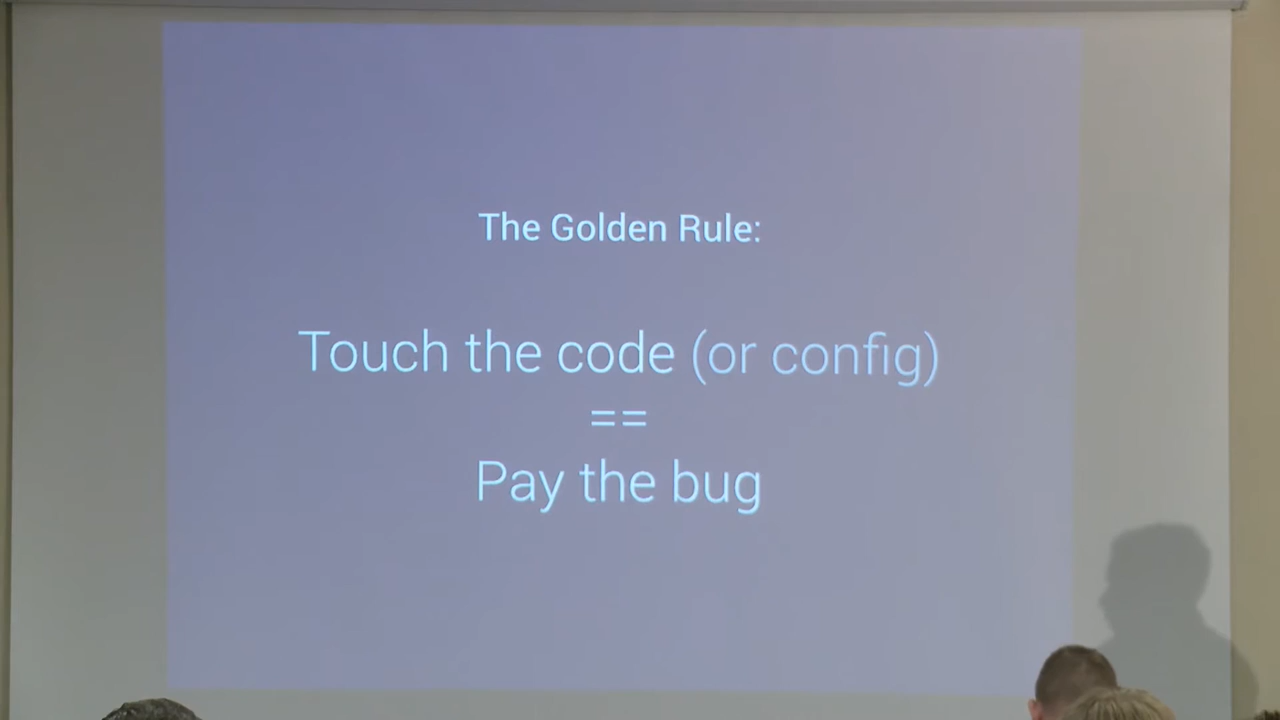 The Golden Rule:
Touch the code (or config)
==
Pay the bug